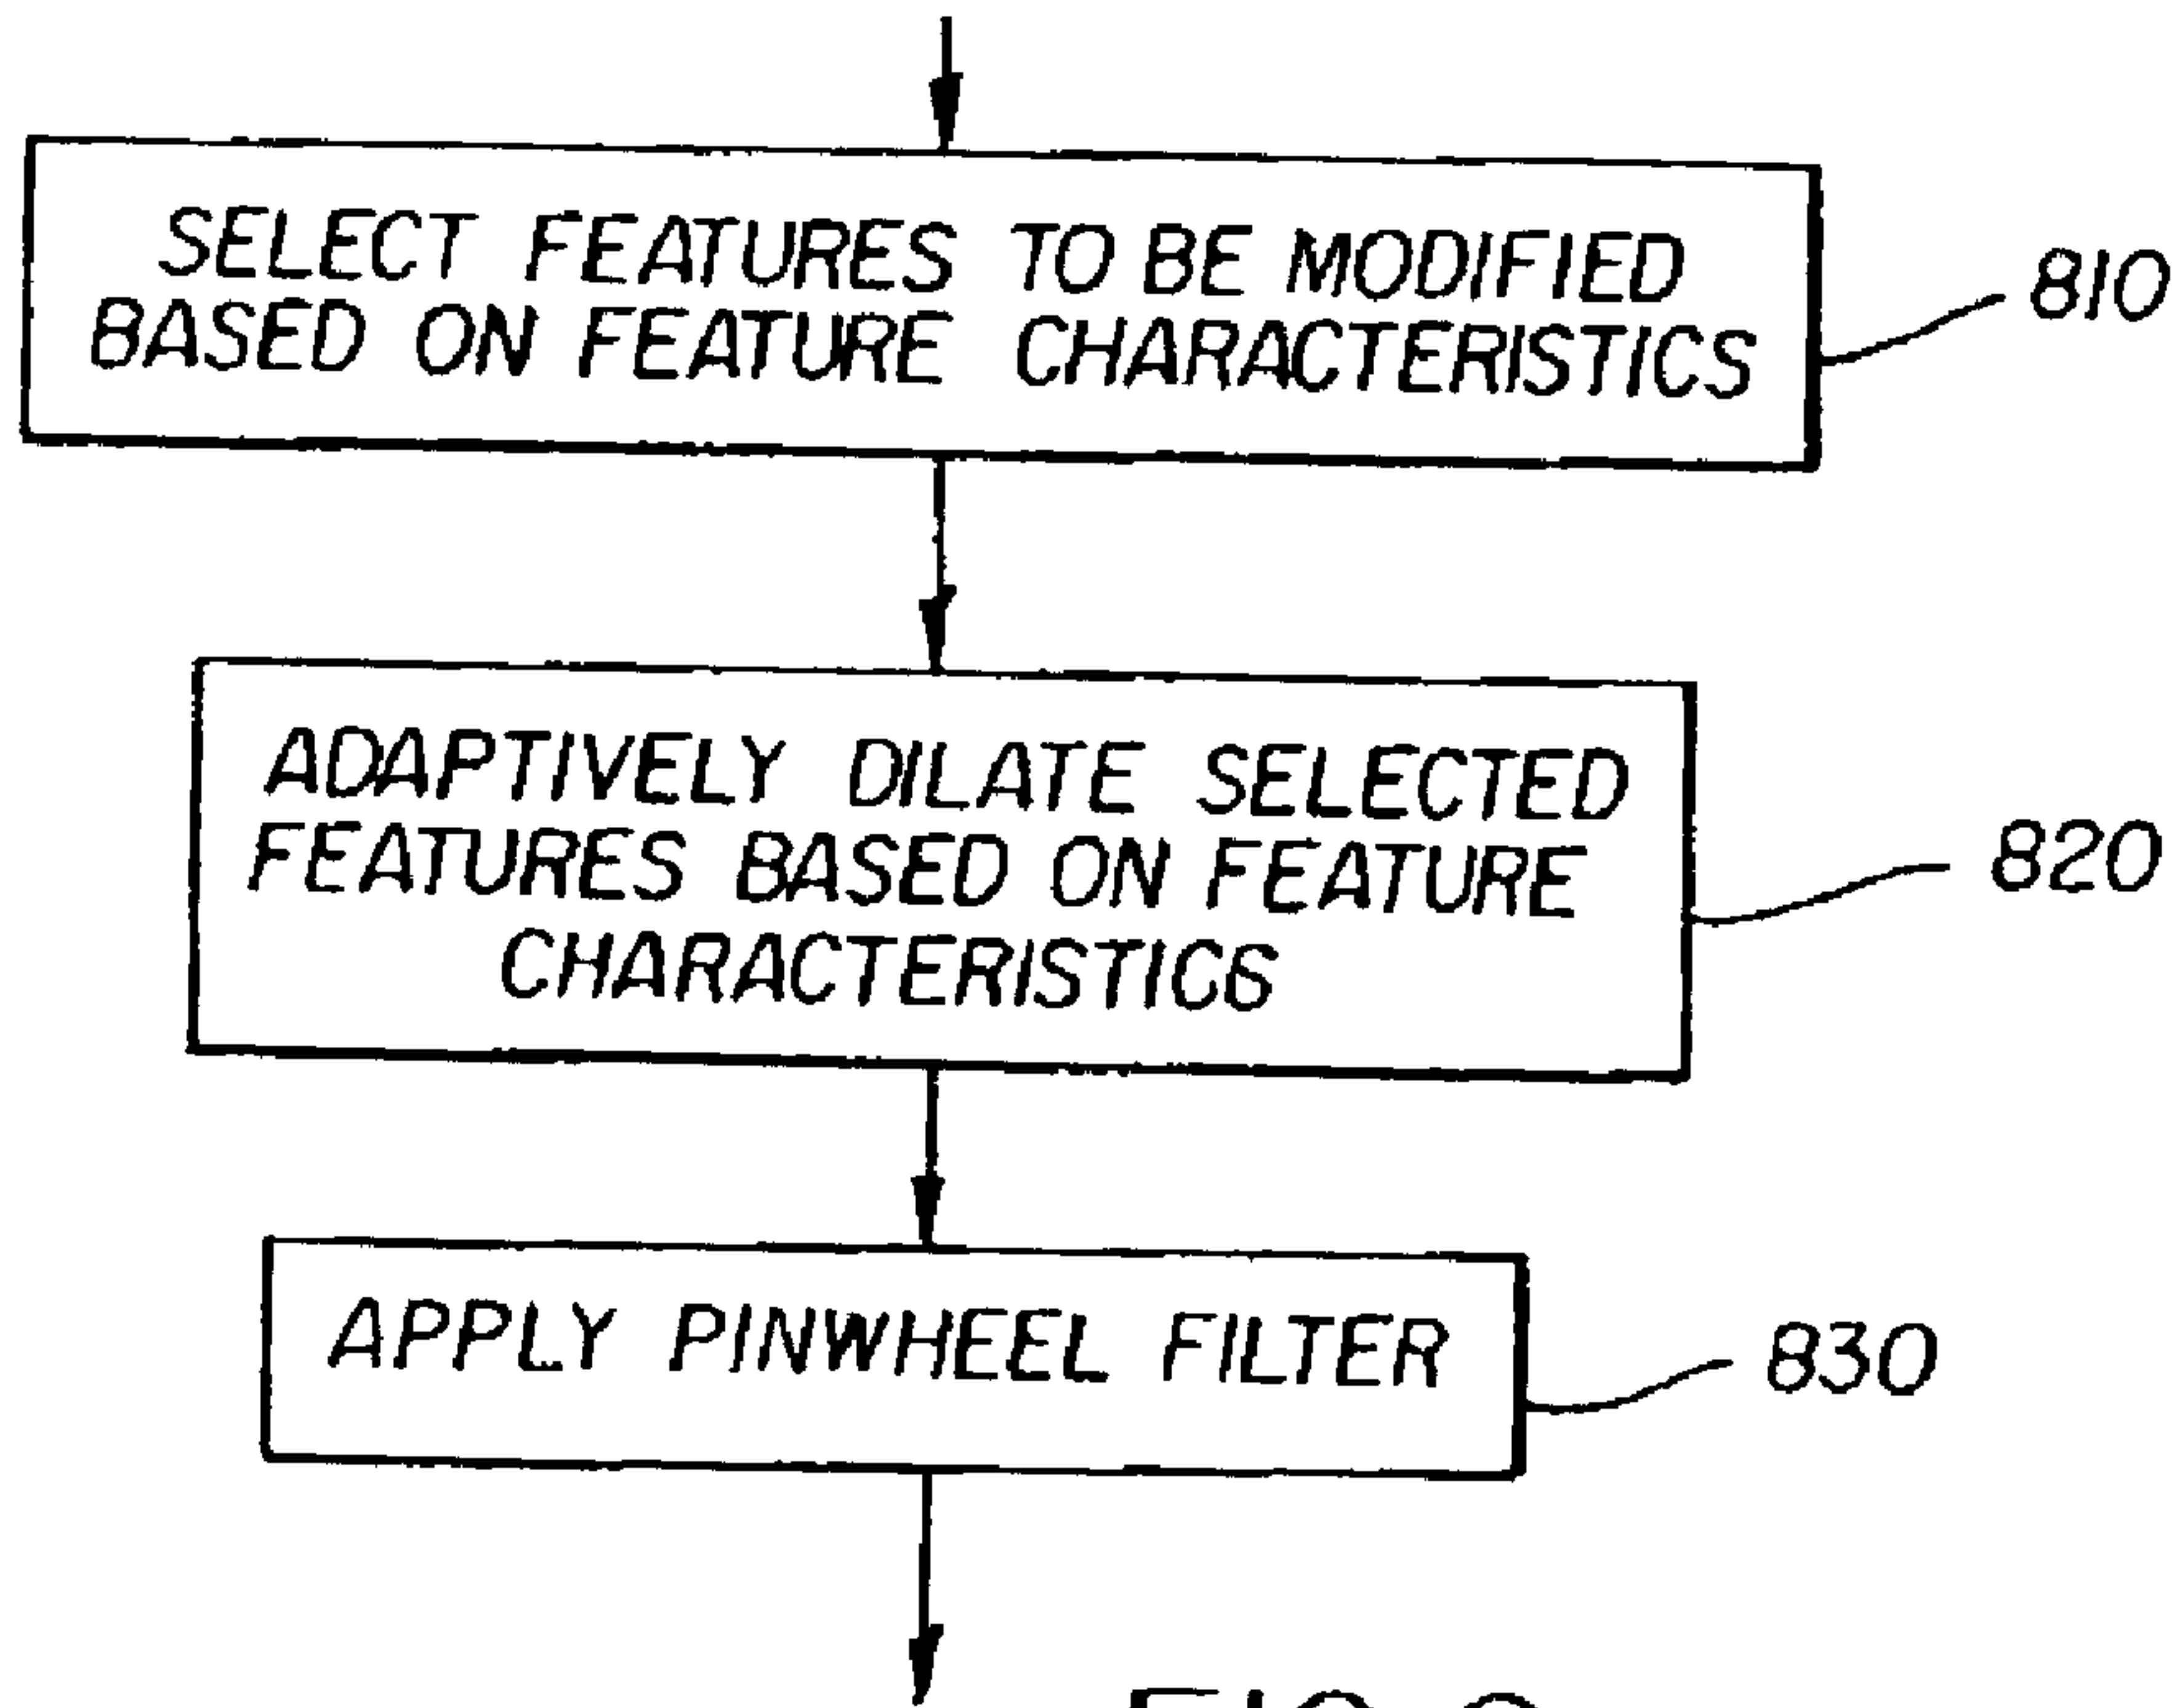 SELECT FEATURES TO BE MODIFIED
BASED ON FEATURE CHARACTERISTICS
810
ADAPTIVELY DILATE SELECTED
FEATURES BASED ON FEATURE
CHARACTERISTICS
820
APPLY PINWHEEL FILTER
830